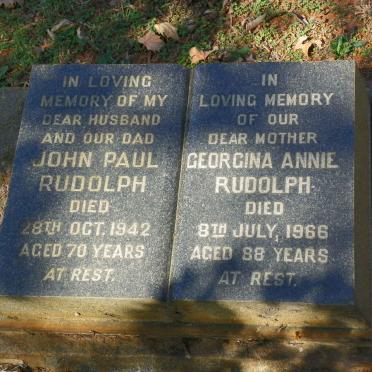 IN LOVING
MEMORY OF MY
DEAR HUSBAND
AND OUR DAD
JOHN PAUL
RUDOLPH
DIED
28TH OCT. 1942
AGED 70 YEARS
AT REST.
IN
LOVING MEMORY
OF OUR
DEAR MOTHER
GEORGINA ANNIE
RUDOLPH
DIED
8TH JULY, 1966
AGED 88 YEARS
AT REST.